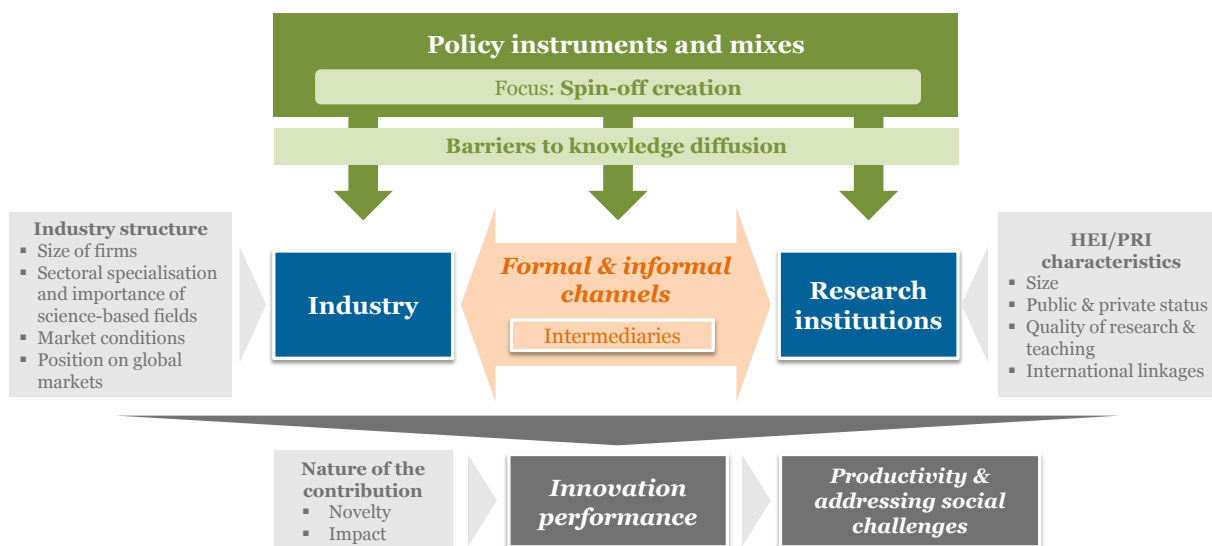 Policy instruments and mixes
Focus: Spin-off creation
Barriers to knowledge diffusion
Industry structure
▪ Size of firms
▪ Sectoral specialisation
and importance of
science-based fields
▪ Market conditions
▪ Position on global
markets
Industry
Formal & informal
channels
Intermediaries
Research
institutions
HEI/PRI
characteristics
▪ Size
▪ Public & private status
▪ Quality of research &
teaching
▪ International linkages
Nature of the
contribution
▪ Novelty
▪ Impact
Innovation
performance
Productivity &
addressing social
challenges